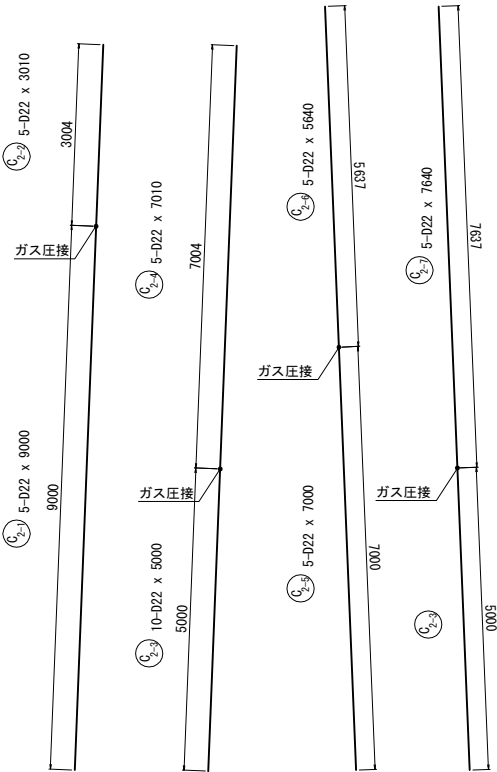 C2-2 5-D22 x 3010
3004
ガス圧接
C2-1 5-D22 x 9000
9000
C2-4 5-D22 x 7010
7004
ガス圧接
C2-3 10-D22 x 5000
5000
C2-6 5-D22 x 5640
5637
ガス圧接
C2-5 5-D22 x 7000
7000
C2-7 5-D22 x 7640
7637
ガス圧接
C2-3
5000